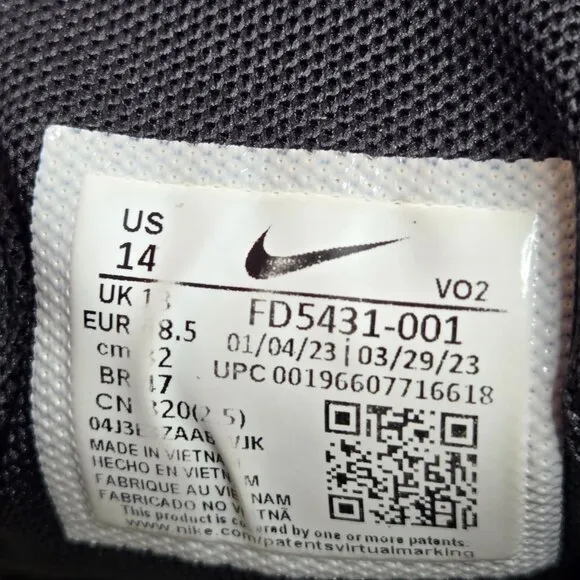 US
14
VO2
UK
FD5431-001
EUR
01/04/23 | 03/29/23
cm
UPC 00196607716618
BR
CN
MADE IN VIETNAM
HECHO EN VIETNAM
FABRIQUE AU VIETNAM
FABRICADO NO VIETNÃ
This product is covered by one or more patents.
www.nike.com/patentsvirtualmarking